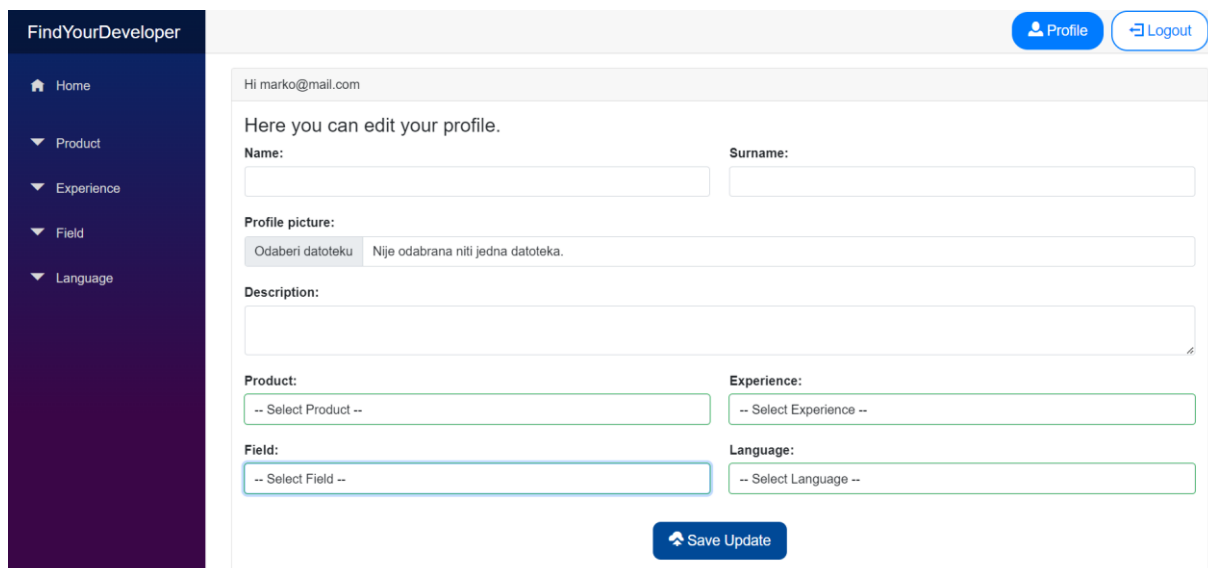 FindYourDeveloper
Profile
Logout
Home
Product
Experience
Field
Language
Hi marko@mail.com
Here you can edit your profile.
Name:
Surname:
Profile picture:
Odaberi datoteku Nije odabrana niti jedna datoteka.
Description:
Product:
Experience:
-- Select Product --
-- Select Experience --
Field:
Language:
-- Select Field --
-- Select Language --
Save Update